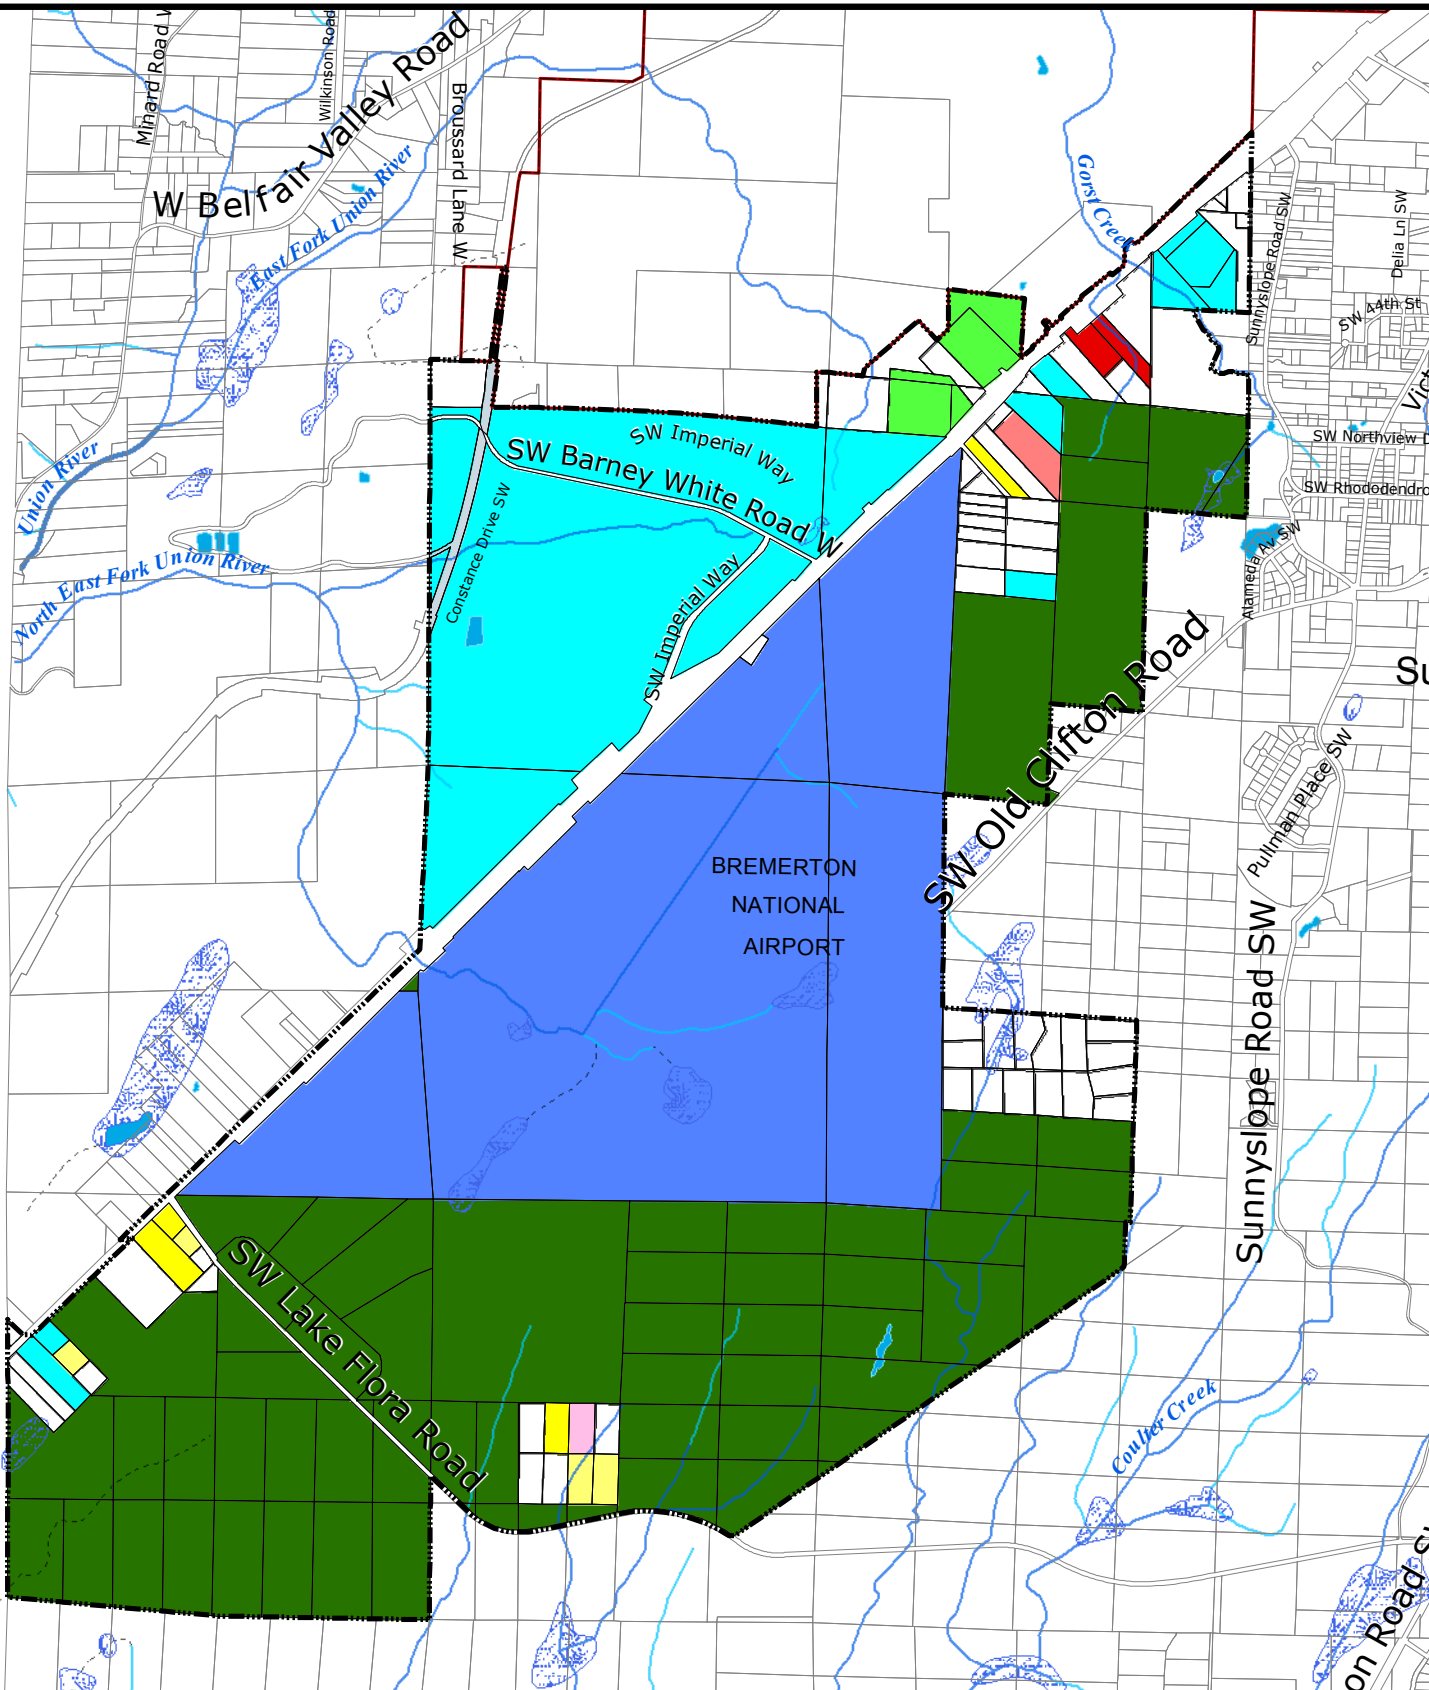 Minard Road
Wilkinson Road
W Belfair Valley Road
Broussard Lane W
East Fork Union River
Gorst Creek
Sunnyslope Road SW
Delia Ln SW
SW 44th St
SW Imperial Way
SW Barney White Road W
Constance Drive SW
SW Imperial Way
Union River
North East Fork Union River
SW Northview
SW Rhododendro
Alameda Av SW
SW Old Clifton Road
Pullman Place SW
BREMERTON
NATIONAL
AIRPORT
Sunnyslope Road SW
SW Lake Flora Road
Coulter Creek
on Road